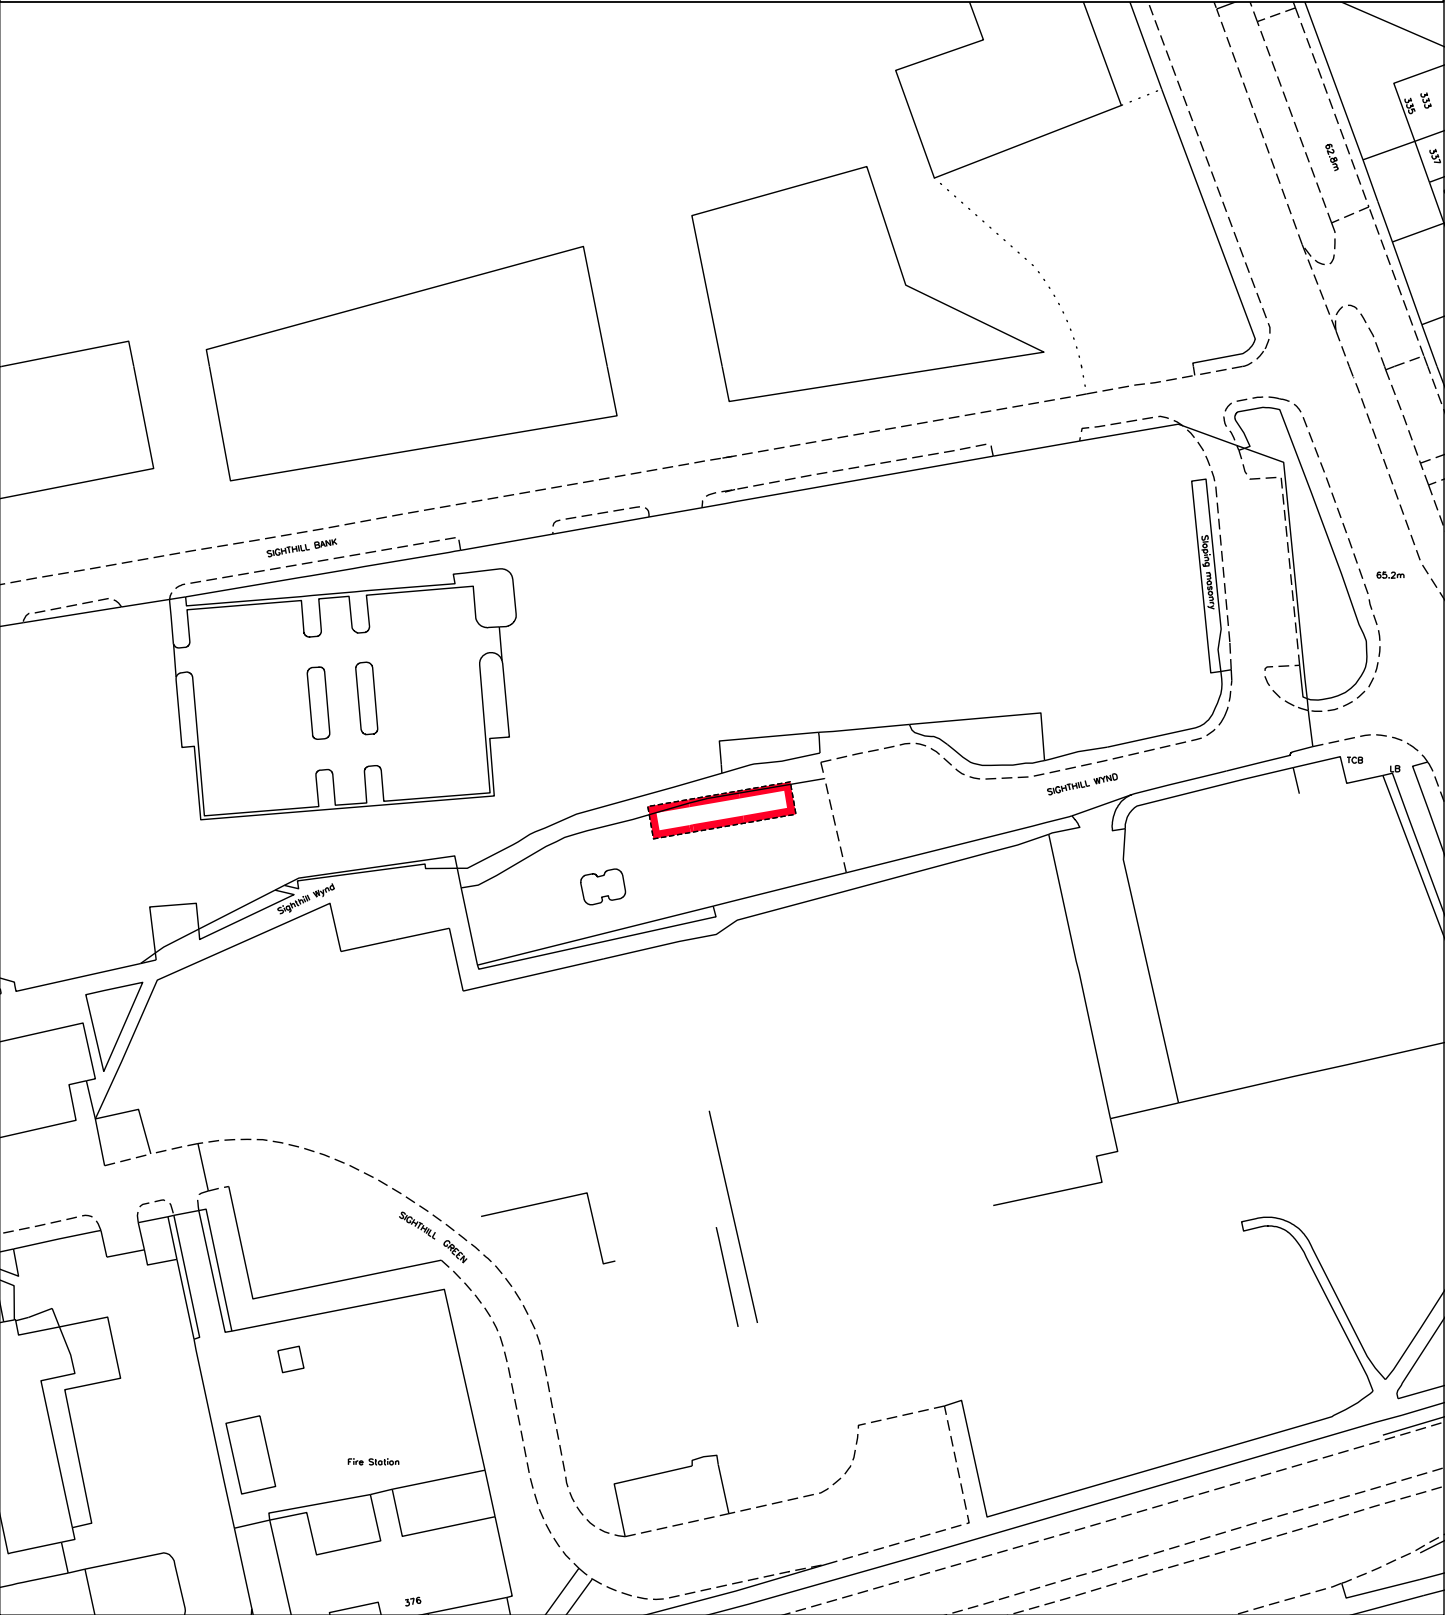 333
335
337
62.8m
SIGHTHILL BANK
Sloping masonry
65.2m
TCB
LB
SIGHTHILL WYND
Sighthill Wynd
SIGHTHILL GREEN
Fire Station
376